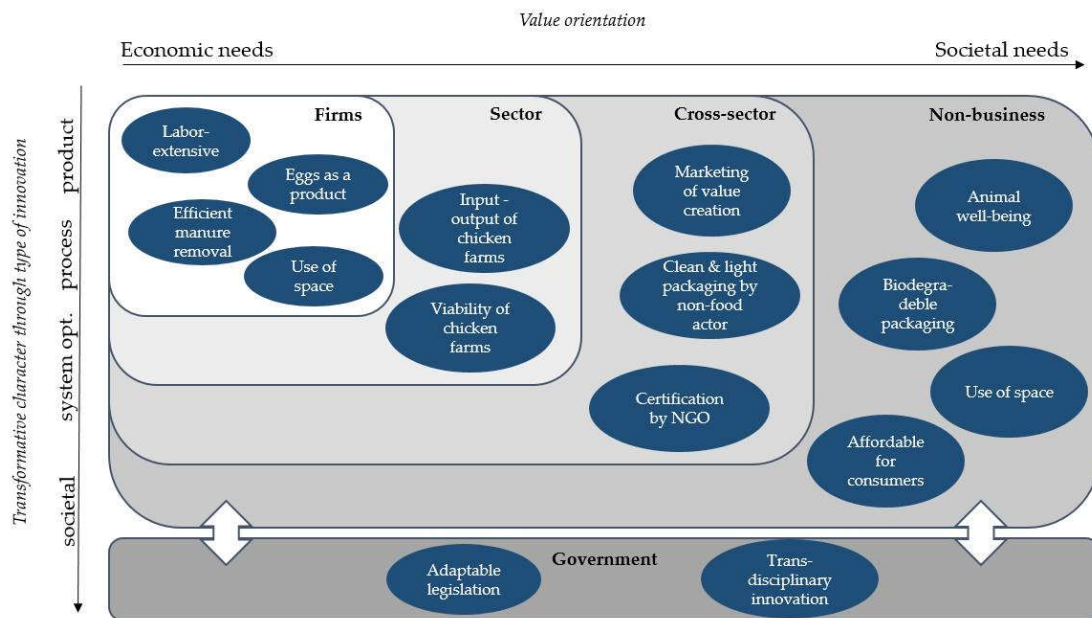 Value orientation
Economic needs
Societal needs
Transformative character through type of innovation
product
process
system opt.
societal
Firms
Labor-
extensive
Eggs as a
product
Efficient
manure
removal
Use of
space
Sector
Input -
output of
chicken
farms
Viability of
chicken
farms
Cross-sector
Marketing
of value
creation
Clean & light
packaging by
non-food
actor
Certification
by NGO
Non-business
Animal
well-being
Biodegra-
deble
packaging
Use of space
Affordable
for
consumers
Government
Adaptable
legislation
Trans-
disciplinary
innovation